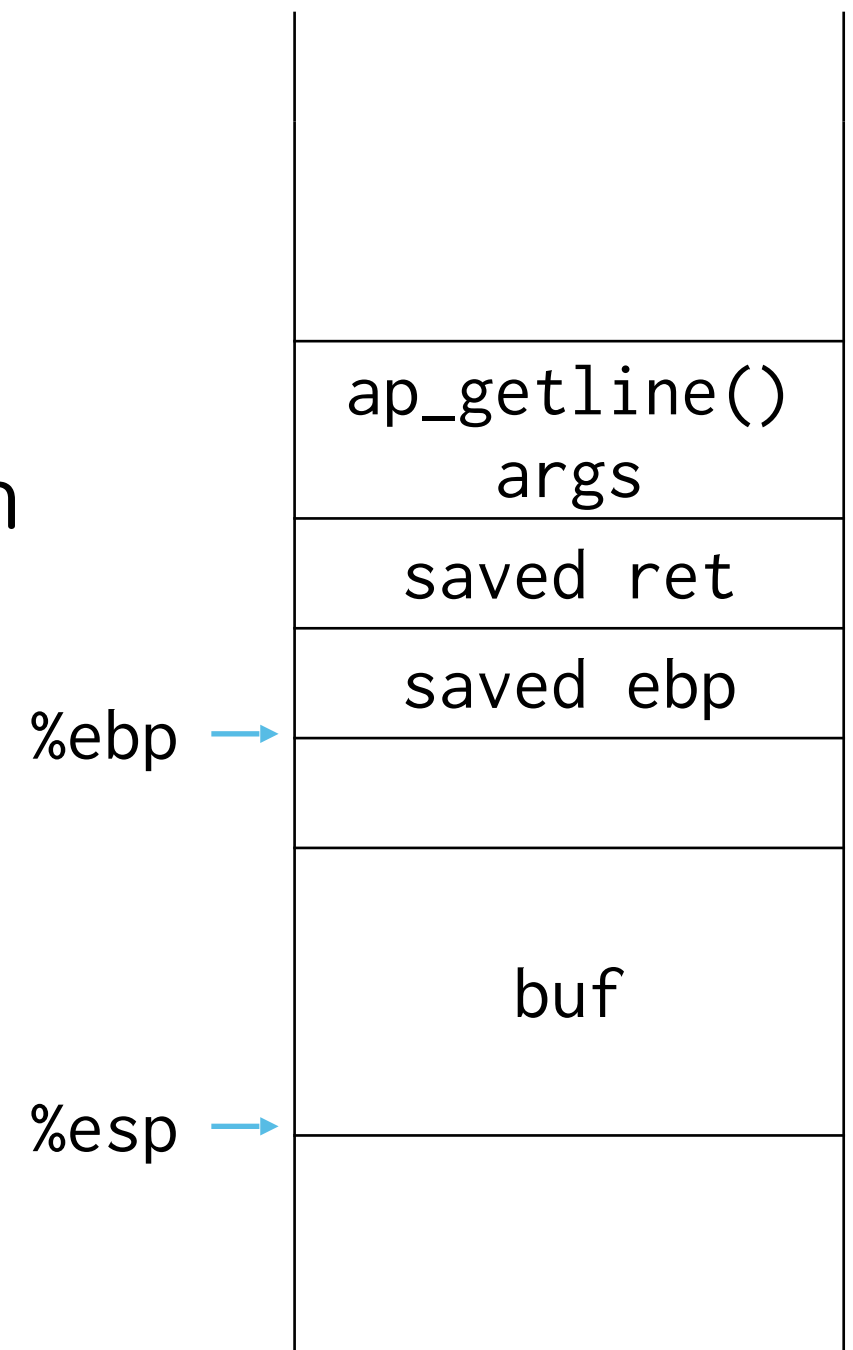 ap_getline()
args
n
saved ret
saved ebp
%ebp
buf
%esp